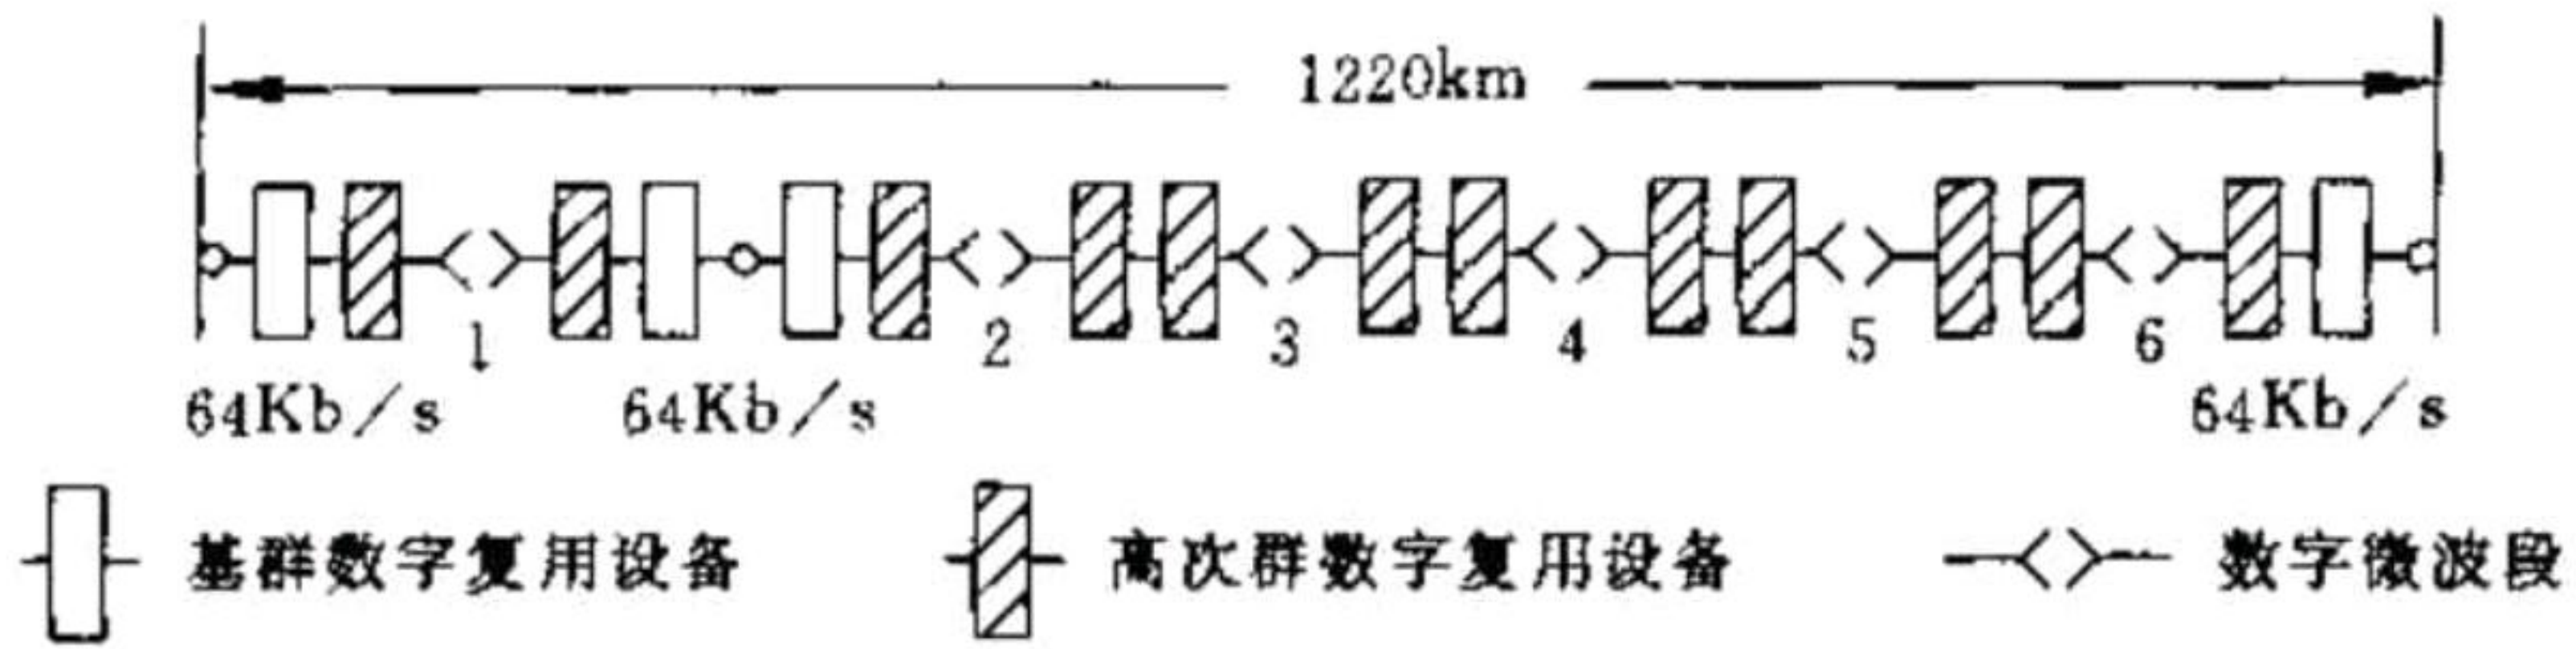 1220km
1 2 3 4 5 6
64Kb/s 64Kb/s 64Kb/s
基群数字复用设备 高次群数字复用设备 数字微波段